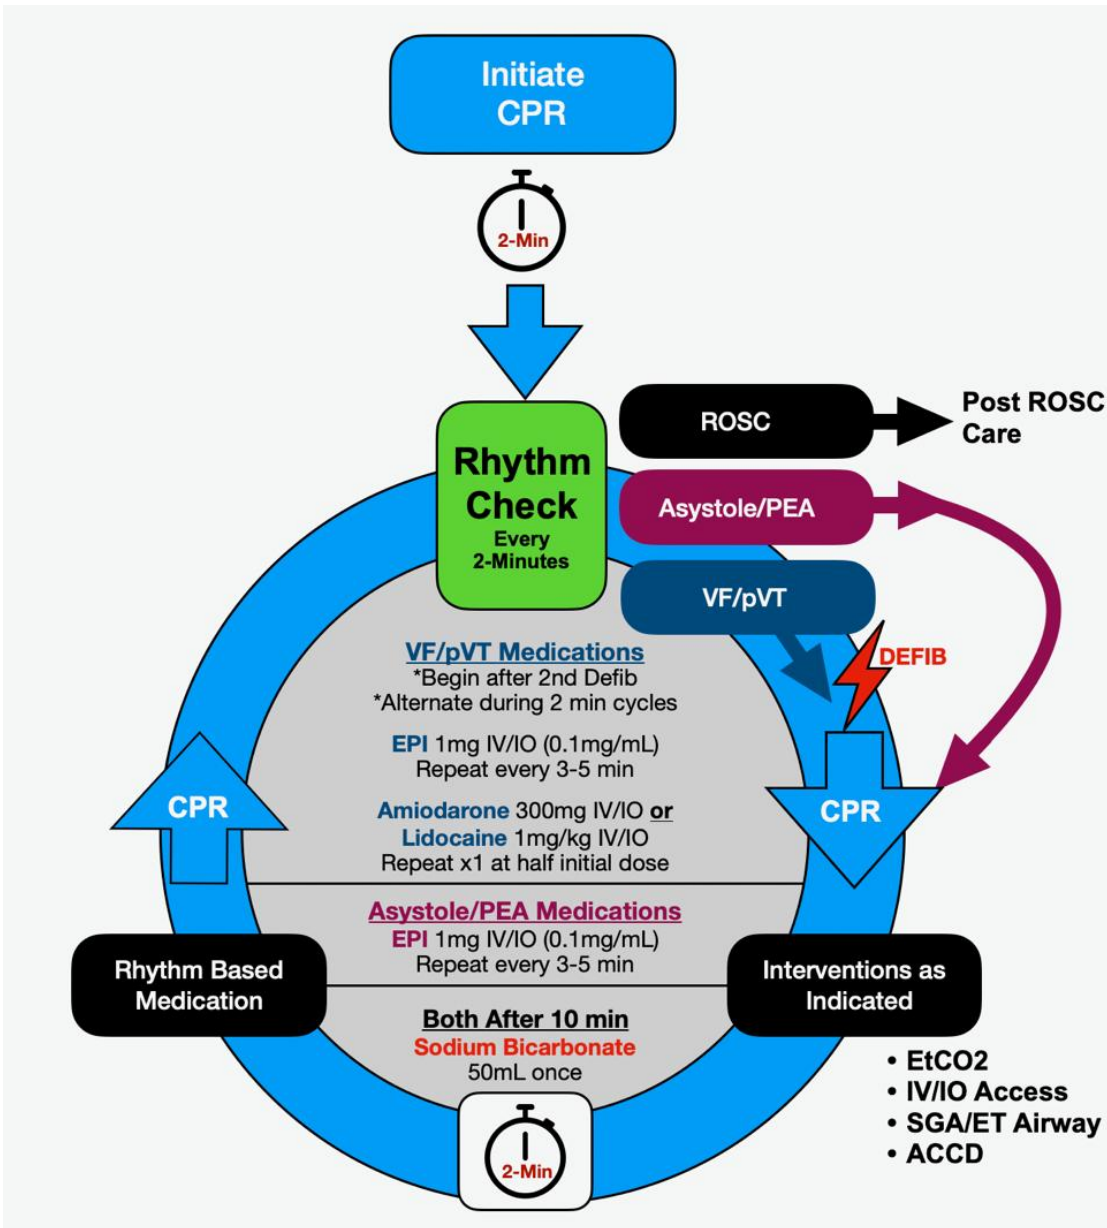 Initiate
CPR
2-Min
Rhythm
Check
Every
2-Minutes
ROSC
Post ROSC
Care
Asystole/PEA
VF/pVT
DEFIB
VF/pVT Medications
*Begin after 2nd Defib
*Alternate during 2 min cycles
EPI 1mg IV/IO (0.1mg/mL)
Repeat every 3-5 min
Amiodarone 300mg IV/IO or
Lidocaine 1mg/kg IV/IO
Repeat x1 at half initial dose
CPR
CPR
Asystole/PEA Medications
EPI 1mg IV/IO (0.1mg/mL)
Repeat every 3-5 min
Rhythm Based
Medication
Interventions as
Indicated
Both After 10 min
Sodium Bicarbonate
50mL once
• EtCO2
• IV/IO Access
• SGA/ET Airway
• ACCD
2-Min